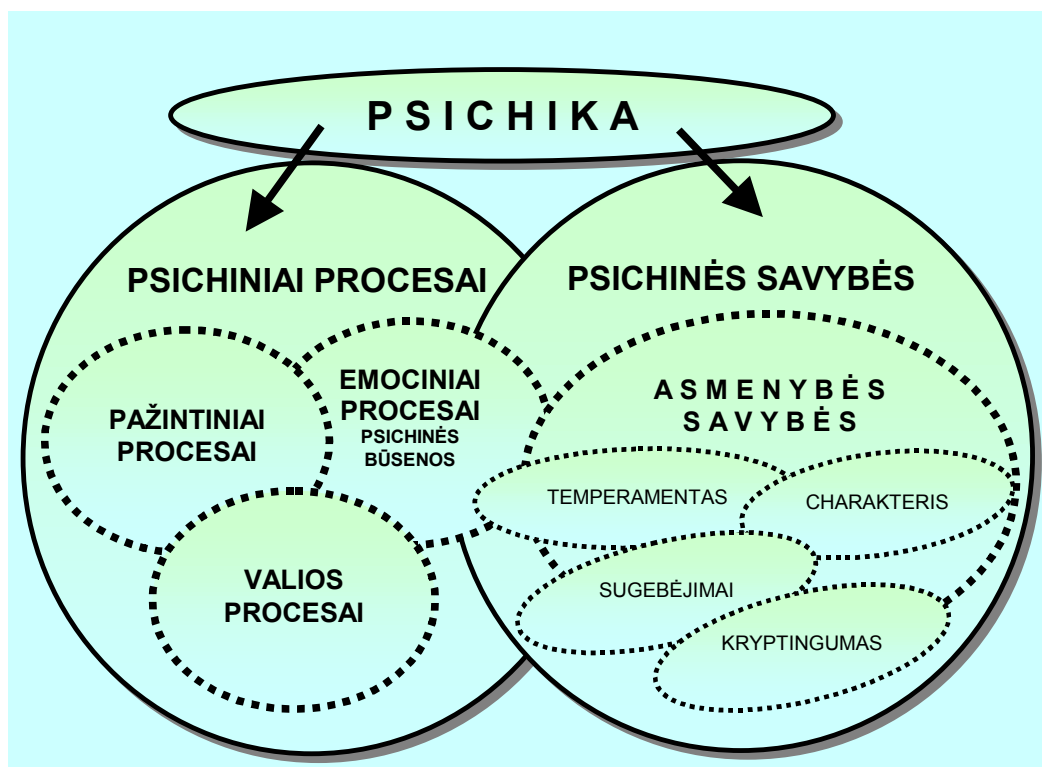 P S I C H I K A
PSICHINIAI PROCESAI
PSICHINĖS SAVYBĖS
PAŽINTINIAI
PROCESAI
EMOCINIAI
PROCESAI
PSICHINĖS
BŪSENOS
VALIOS
PROCESAI
A S M E N Y B Ė S
S A V Y B Ė S
TEMPERAMENTAS
CHARAKTERIS
SUGEBĖJIMAI
KRYPTINGUMAS